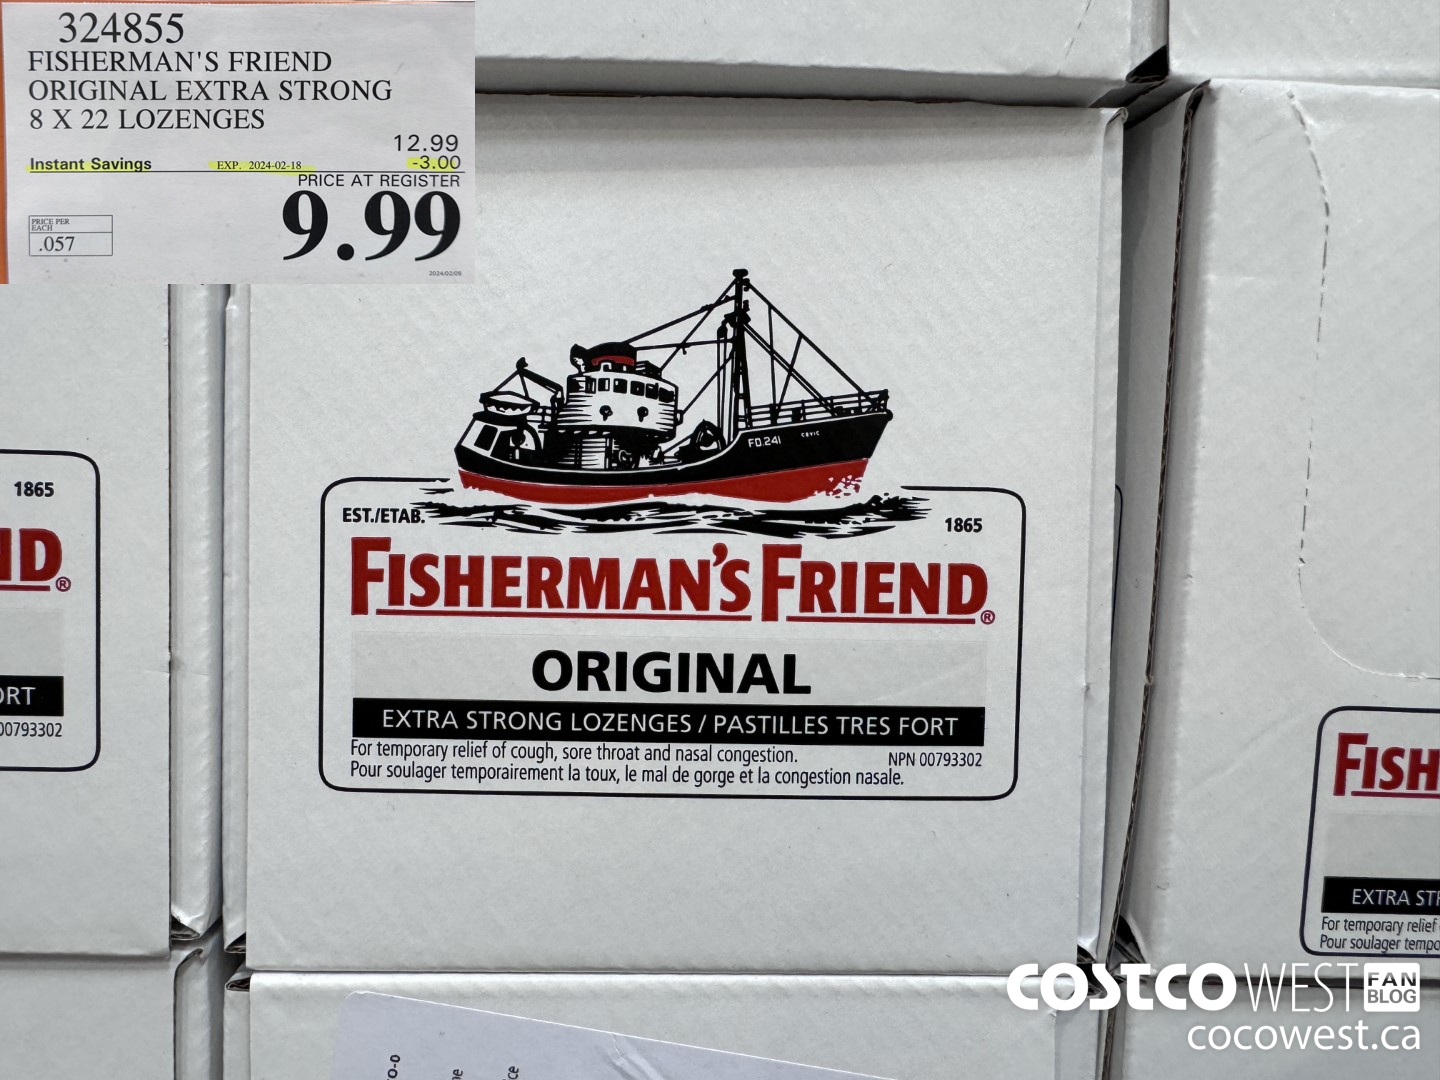 324855
FISHERMAN'S FRIEND
ORIGINAL EXTRA STRONG
8 X 22 LOZENGES
12.99
Instant Savings EXP. 2024-02-18 -3.00
PRICE AT REGISTER
9.99
PRICE PER
EACH
.057
2024/02/05
FD.241 CEVIC
EST./ETAB. 1865
FISHERMAN'S FRIEND®
ORIGINAL
EXTRA STRONG LOZENGES / PASTILLES TRES FORT
For temporary relief of cough, sore throat and nasal congestion. NPN 00793302
Pour soulager temporairement la toux, le mal de gorge et la congestion nasale.
1865
ND®
ORT
00793302
FISH
EXTRA STR
For temporary relief
Pour soulager tempo
COSTCO WEST FAN BLOG
cocowest.ca